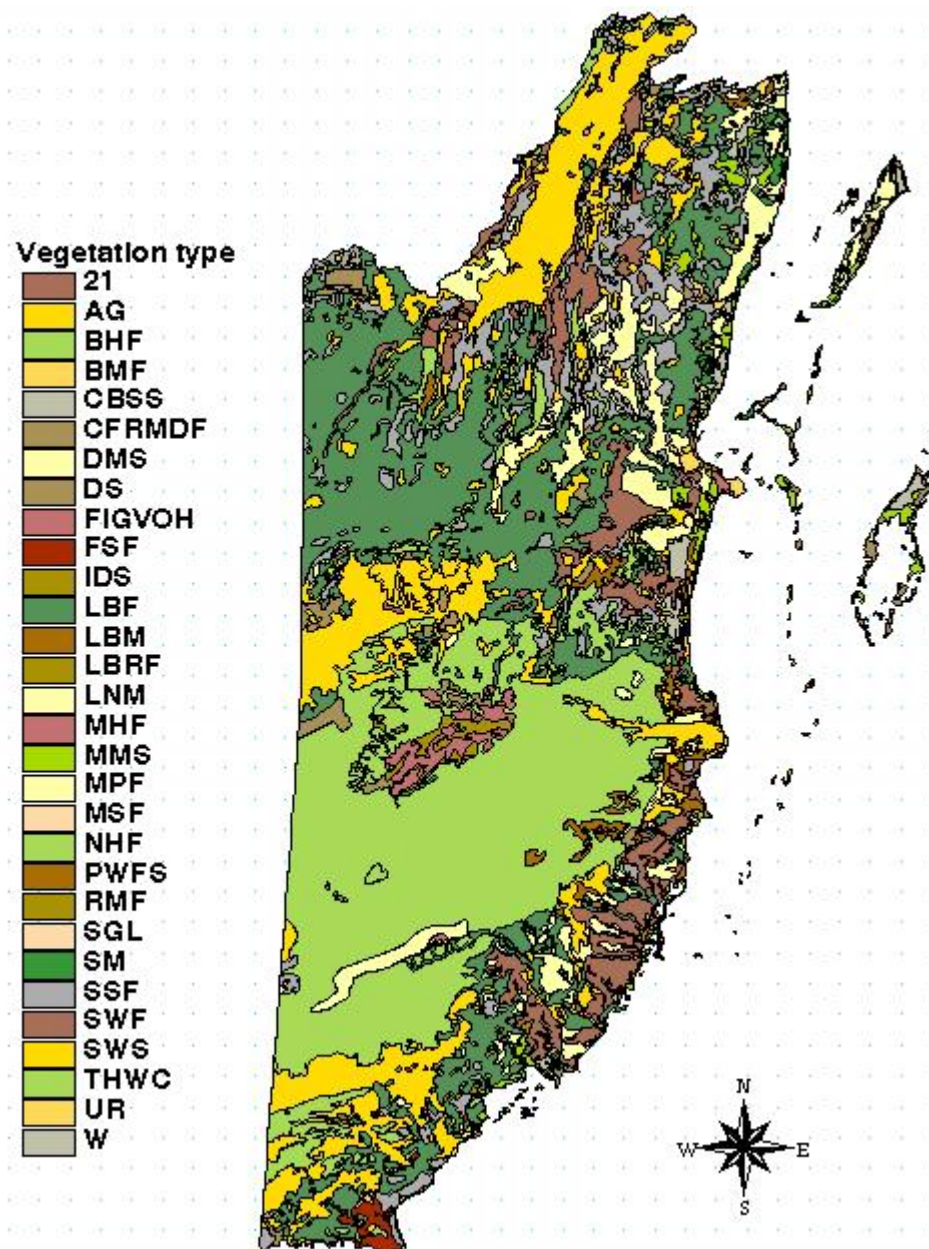 Vegetation type
21
AG
BHF
BMF
CBSS
CFRMDF
DMS
DS
FIGVOH
FSF
IDS
LBF
LBM
LBRF
LNM
MHF
MMS
MPF
MSF
NHF
PWFS
RMF
SGL
SM
SSF
SWF
SWS
THWC
UR
W
N
W E
S